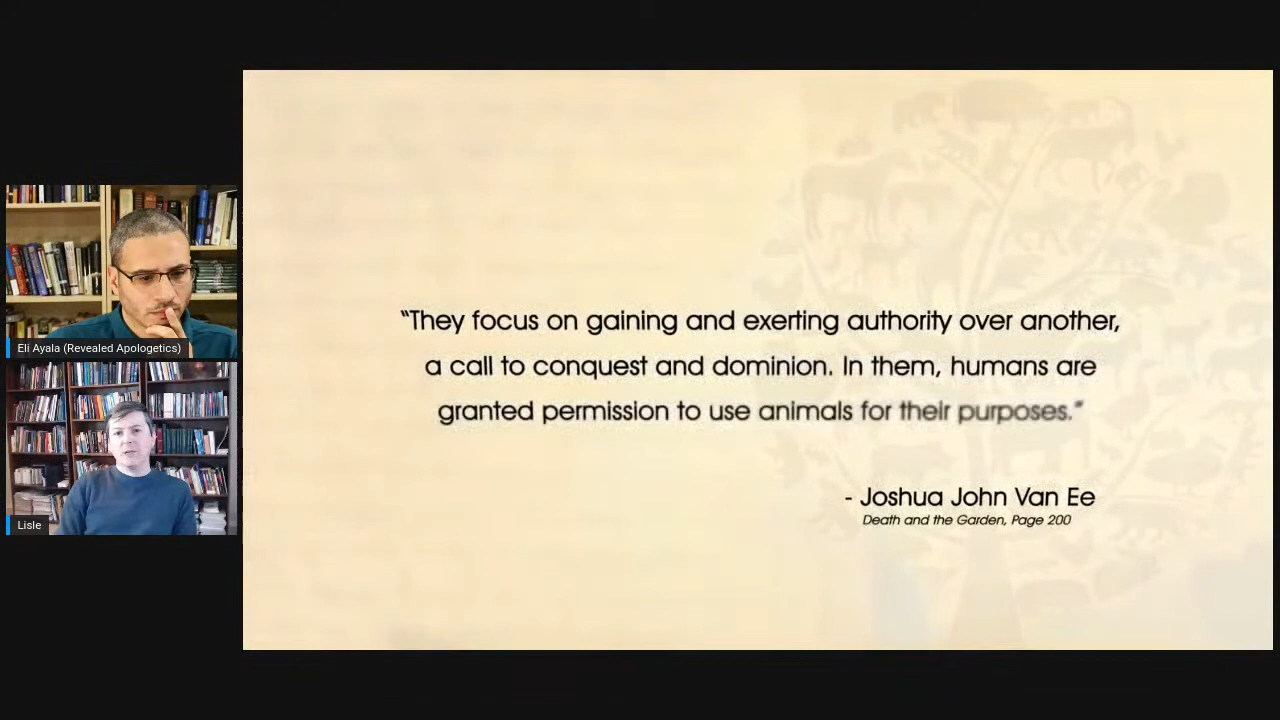 Eli Ayala (Revealed Apologetics)
Lisle
“They focus on gaining and exerting authority over another,
a call to conquest and dominion. In them, humans are
granted permission to use animals for their purposes.”
- Joshua John Van Ee
Death and the Garden, Page 200